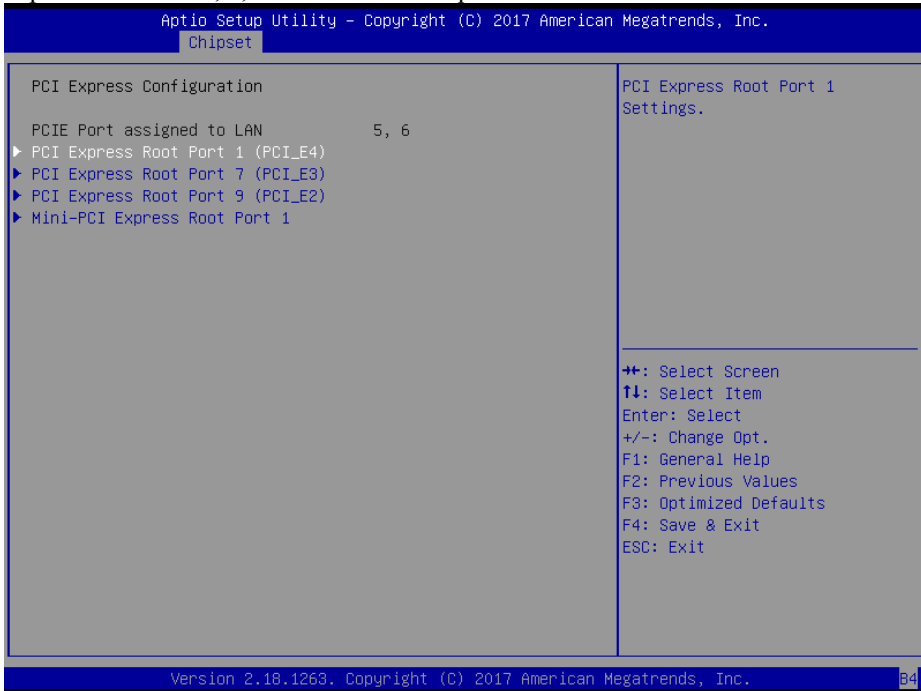 Aptio Setup Utility – Copyright (C) 2017 American Megatrends, Inc.
Chipset
PCI Express Configuration
PCIE Port assigned to LAN 5, 6
PCI Express Root Port 1 (PCI_E4)
PCI Express Root Port 7 (PCI_E3)
PCI Express Root Port 9 (PCI_E2)
Mini-PCI Express Root Port 1
PCI Express Root Port 1
Settings.
→←: Select Screen
↑↓: Select Item
Enter: Select
+/-: Change Opt.
F1: General Help
F2: Previous Values
F3: Optimized Defaults
F4: Save & Exit
ESC: Exit
Version 2.18.1263. Copyright (C) 2017 American Megatrends, Inc.
B4